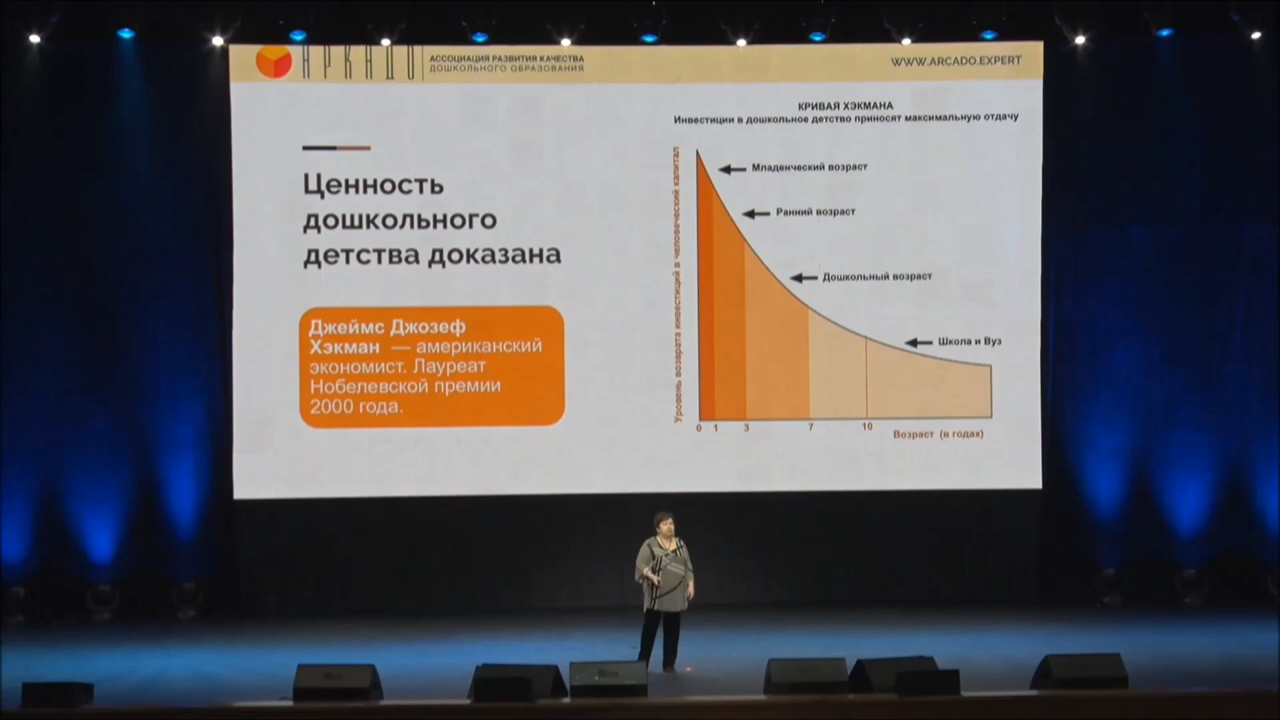 АРКАДО
АССОЦИАЦИЯ РАЗВИТИЯ КАЧЕСТВА
ДОШКОЛЬНОГО ОБРАЗОВАНИЯ
WWW.ARCADO.EXPERT
Ценность
дошкольного
детства доказана
Джеймс Джозеф
Хэкман — американский
экономист. Лауреат
Нобелевской премии
2000 года.
КРИВАЯ ХЭКМАНА
Инвестиции в дошкольное детство приносят максимальную отдачу
Уровень возврата инвестиций в человеческий капитал
Младенческий возраст
Ранний возраст
Дошкольный возраст
Школа и Вуз
0 1 3 7 10
Возраст (в годах)